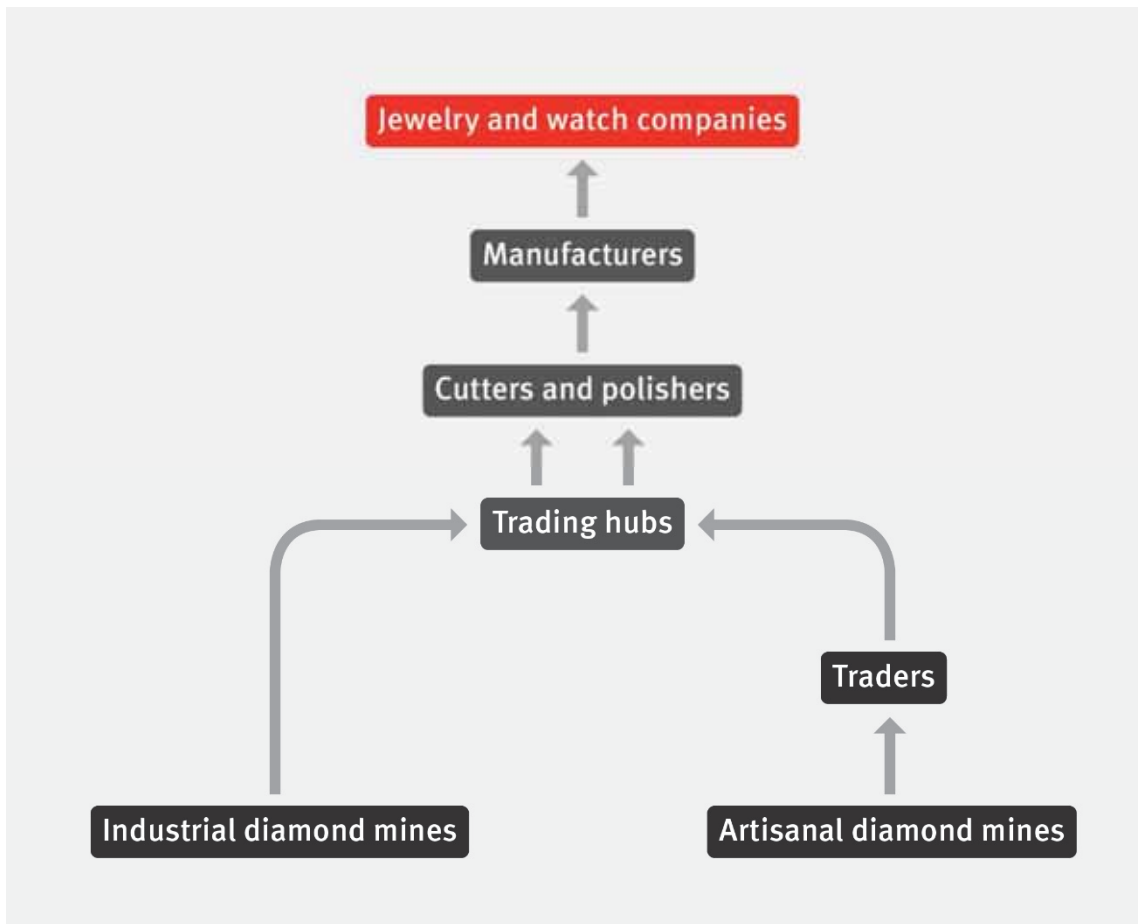 Jewelry and watch companies
Manufacturers
Cutters and polishers
Trading hubs
Traders
Industrial diamond mines
Artisanal diamond mines